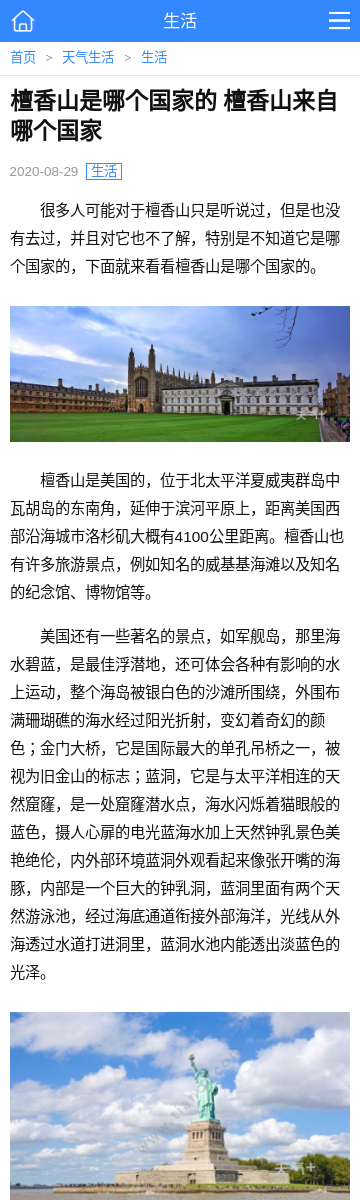 生活
首页 > 天气生活 > 生活
檀香山是哪个国家的 檀香山来自
哪个国家
2020-08-29 生活
很多人可能对于檀香山只是听说过，但是也没
有去过，并且对它也不了解，特别是不知道它是哪
个国家的，下面就来看看檀香山是哪个国家的。
檀香山是美国的，位于北太平洋夏威夷群岛中
瓦胡岛的东南角，延伸于滨河平原上，距离美国西
部沿海城市洛杉矶大概有4100公里距离。檀香山也
有许多旅游景点，例如知名的威基基海滩以及知名
的纪念馆、博物馆等。
美国还有一些著名的景点，如军舰岛，那里海
水碧蓝，是最佳浮潜地，还可体会各种有影响的水
上运动，整个海岛被银白色的沙滩所围绕，外围布
满珊瑚礁的海水经过阳光折射，变幻着奇幻的颜
色；金门大桥，它是国际最大的单孔吊桥之一，被
视为旧金山的标志；蓝洞，它是与太平洋相连的天
然窟窿，是一处窟窿潜水点，海水闪烁着猫眼般的
蓝色，摄人心扉的电光蓝海水加上天然钟乳景色美
艳绝伦，内外部环境蓝洞外观看起来像张开嘴的海
豚，内部是一个巨大的钟乳洞，蓝洞里面有两个天
然游泳池，经过海底通道衔接外部海洋，光线从外
海透过水道打进洞里，蓝洞水池内能透出淡蓝色的
光泽。